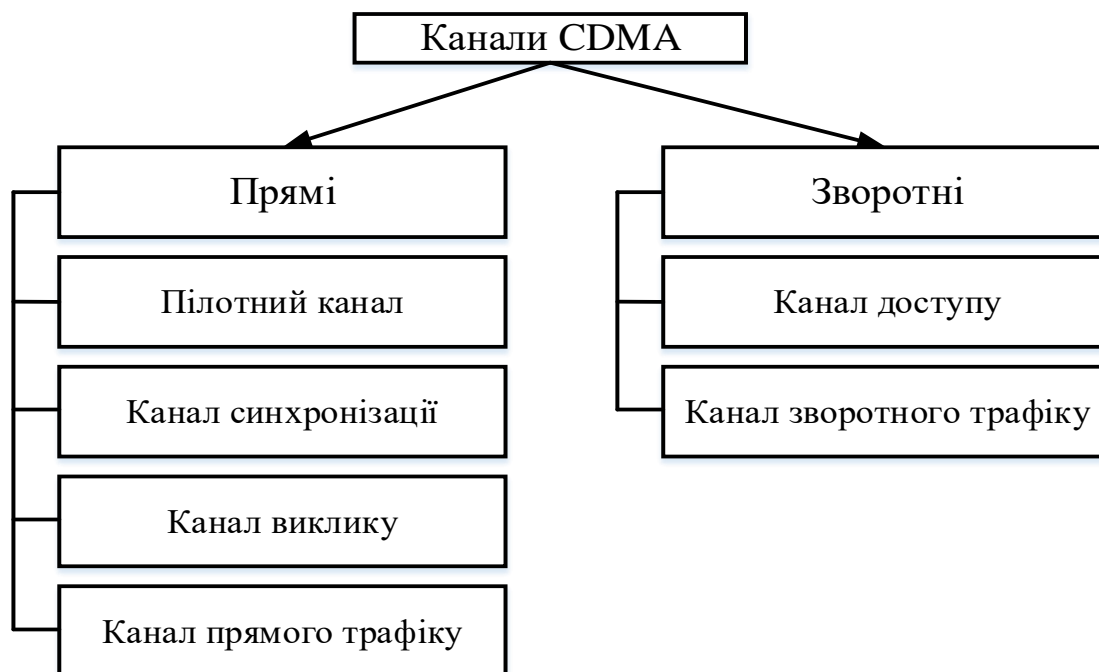 Канали CDMA
Прямі
Пілотний канал
Канал синхронізації
Канал виклику
Канал прямого трафіку
Зворотні
Канал доступу
Канал зворотного трафіку